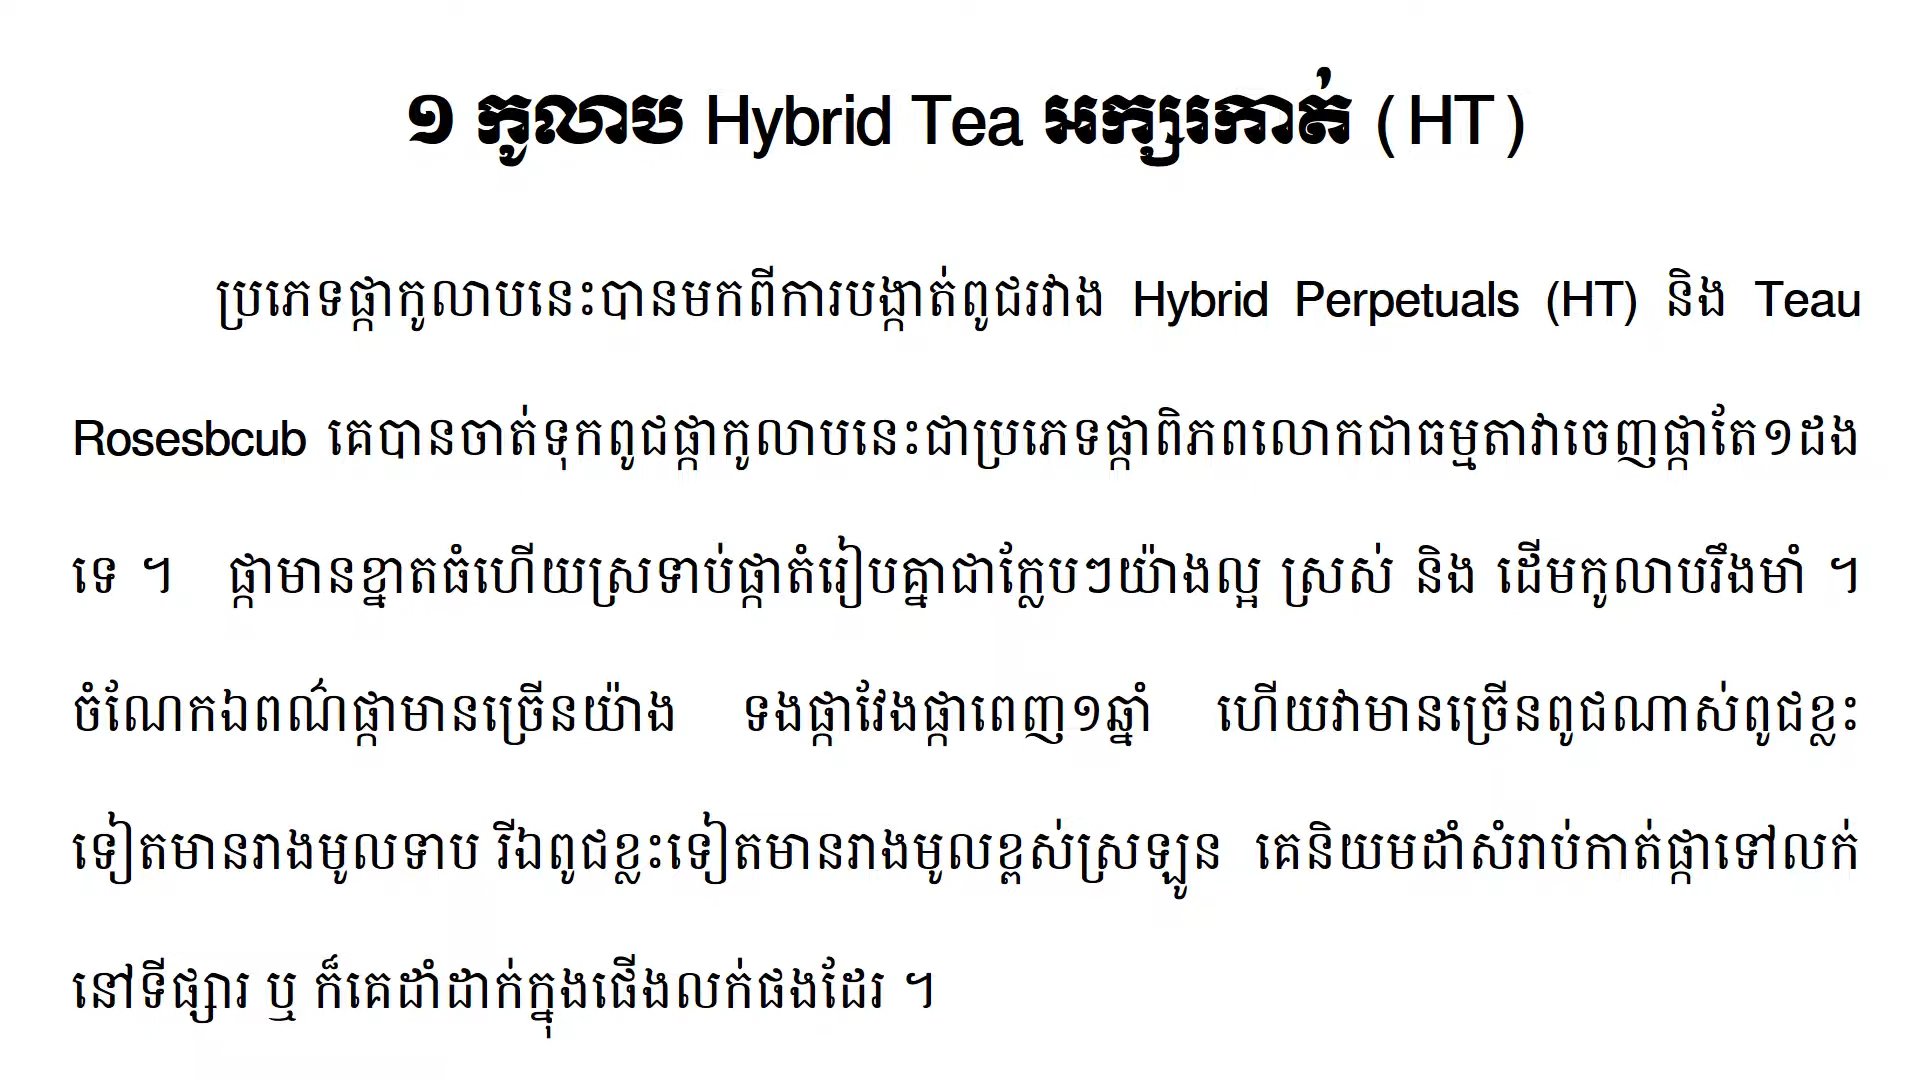 ១ កូលាប Hybrid Tea អក្សរកាត់ (HT)
ប្រភេទផ្កាកូលាបនេះបានមកពីការបង្កាត់ពូជរវាង Hybrid Perpetuals (HT) និង Teau
Rosesbcub គេបានចាត់ទុកពូជផ្កាកូលាបនេះជាប្រភេទផ្កាពិភពលោកជាធម្មតាវាចេញផ្កាតែ១ដង
ទេ ។ ផ្កាមានខ្នាតធំហើយស្រទាប់ផ្កាតំរៀបគ្នាជាក្លែបៗយ៉ាងល្អ ស្រស់ និង ដើមកូលាបរឹងមាំ ។
ចំណែកឯពណ៌ផ្កាមានច្រើនយ៉ាង ទងផ្កាវែងផ្កាពេញ១ឆ្នាំ ហើយវាមានច្រើនពូជណាស់ពូជខ្លះ
ទៀតមានរាងមូលទាប រីឯពូជខ្លះទៀតមានរាងមូលខ្ពស់ស្រឡូន គេនិយមដាំសំរាប់កាត់ផ្កាទៅលក់
នៅទីផ្សារ ឬ ក៏គេដាំដាក់ក្នុងផើងលក់ផងដែរ ។